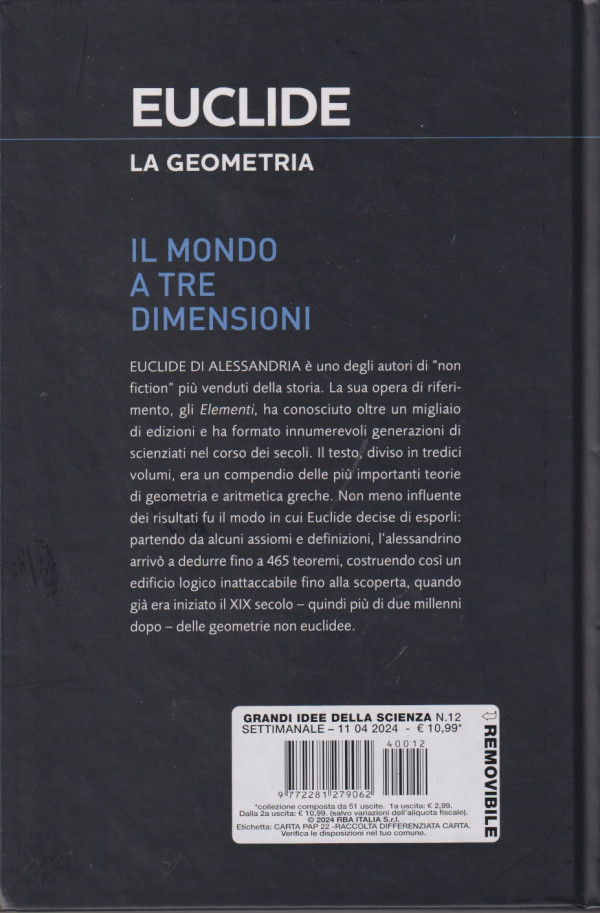 EUCLIDE
LA GEOMETRIA
IL MONDO
A TRE
DIMENSIONI
EUCLIDE DI ALESSANDRIA è uno degli autori di "non
fiction" più venduti della storia. La sua opera di riferi-
mento, gli Elementi, ha conosciuto oltre un migliaio
di edizioni e ha formato innumerevoli generazioni di
scienziati nel corso dei secoli. Il testo, diviso in tredici
volumi, era un compendio delle più importanti teorie
di geometria e aritmetica greche. Non meno influente
dei risultati fu il modo in cui Euclide decise di esporli:
partendo da alcuni assiomi e definizioni, l'alessandrino
arrivò a dedurre fino a 465 teoremi, costruendo così un
edificio logico inattaccabile fino alla scoperta, quando
già era iniziato il XIX secolo – quindi più di due millenni
dopo – delle geometrie non euclidee.
GRANDI IDEE DELLA SCIENZA N.12
SETTIMANALE – 11 04 2024 - € 10,99*
40012
9 772281 279062
*collezione composta da 51 uscite. 1a uscita: € 2,99.
Dalla 2a uscita: € 10,99 (salvo variazioni dell'aliquota fiscale).
© 2024 RBA ITALIA S.r.l.
Etichetta: CARTA PAP 22 -RACCOLTA DIFFERENZIATA CARTA.
Verifica le disposizioni nel tuo comune.
REMOVIBILE